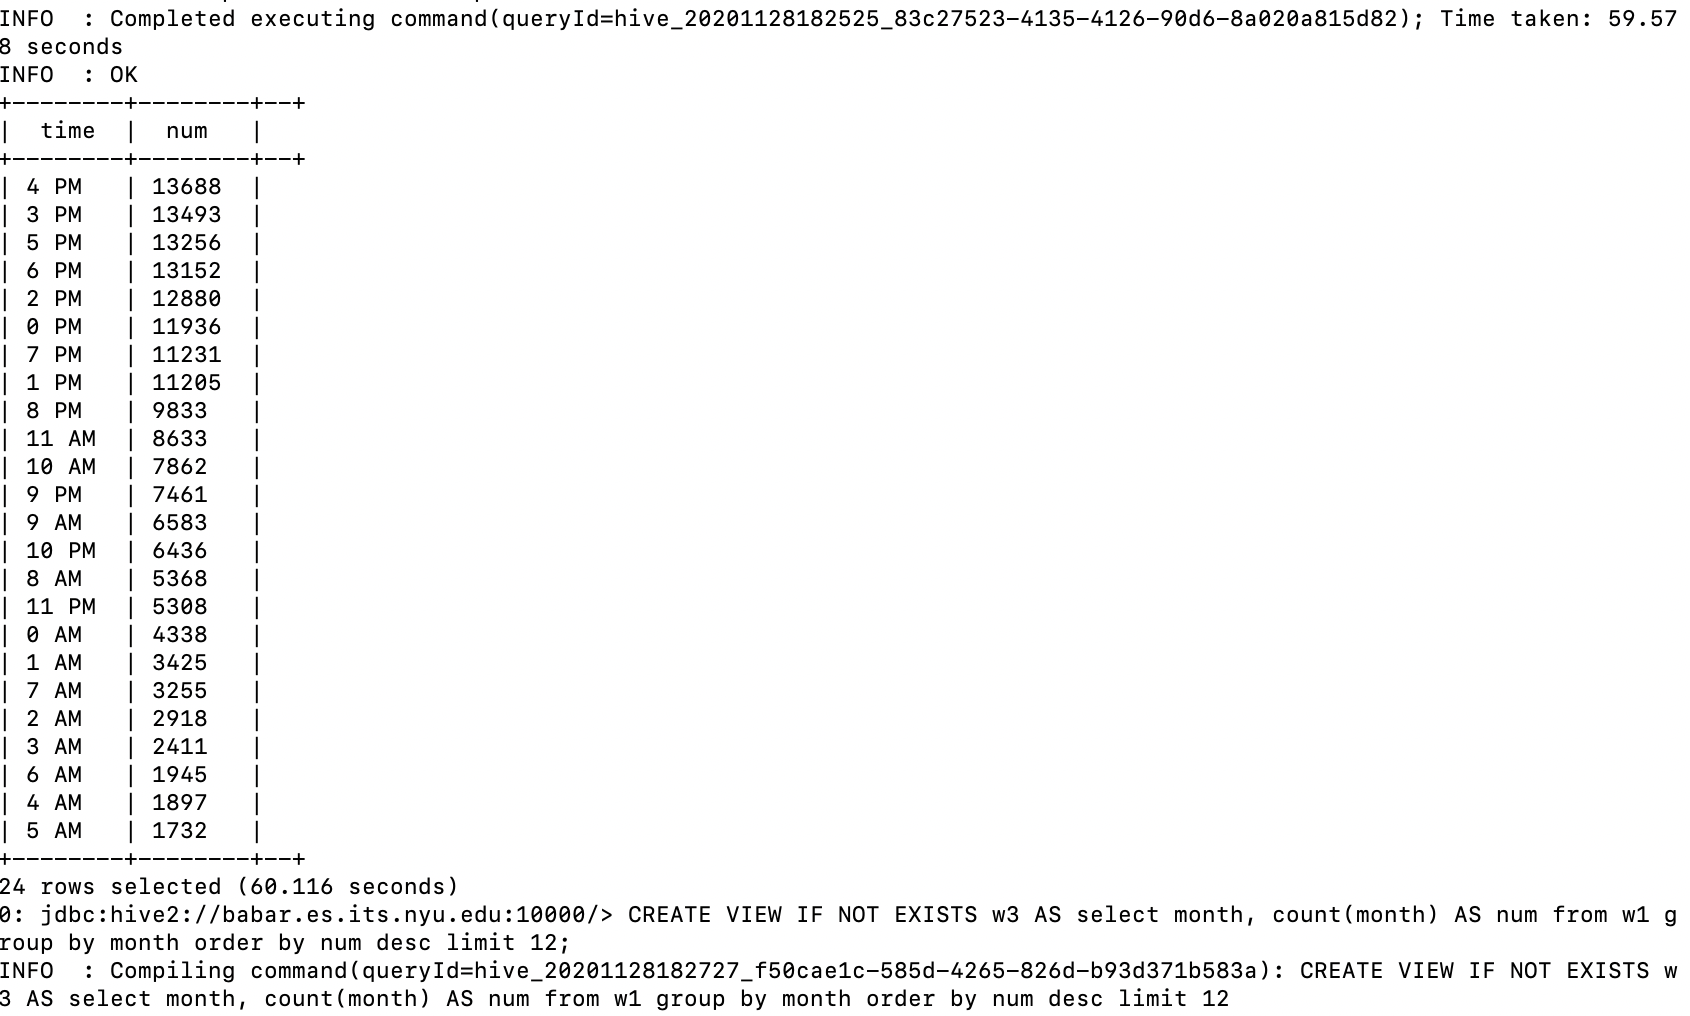 INFO  : Completed executing command(queryId=hive_20201128182525_83c27523-4135-4126-90d6-8a020a815d82); Time taken: 59.57
8 seconds
INFO  : OK
+--------+--------+--+
|  time  |  num   |
+--------+--------+--+
| 4 PM   | 13688  |
| 3 PM   | 13493  |
| 5 PM   | 13256  |
| 6 PM   | 13152  |
| 2 PM   | 12880  |
| 0 PM   | 11936  |
| 7 PM   | 11231  |
| 1 PM   | 11205  |
| 8 PM   | 9833   |
| 11 AM  | 8633   |
| 10 AM  | 7862   |
| 9 PM   | 7461   |
| 9 AM   | 6583   |
| 10 PM  | 6436   |
| 8 AM   | 5368   |
| 11 PM  | 5308   |
| 0 AM   | 4338   |
| 1 AM   | 3425   |
| 7 AM   | 3255   |
| 2 AM   | 2918   |
| 3 AM   | 2411   |
| 6 AM   | 1945   |
| 4 AM   | 1897   |
| 5 AM   | 1732   |
+--------+--------+--+
24 rows selected (60.116 seconds)
0: jdbc:hive2://babar.es.its.nyu.edu:10000/> CREATE VIEW IF NOT EXISTS w3 AS select month, count(month) AS num from w1 g
roup by month order by num desc limit 12;
INFO  : Compiling command(queryId=hive_20201128182727_f50cae1c-585d-4265-826d-b93d371b583a): CREATE VIEW IF NOT EXISTS w
3 AS select month, count(month) AS num from w1 group by month order by num desc limit 12